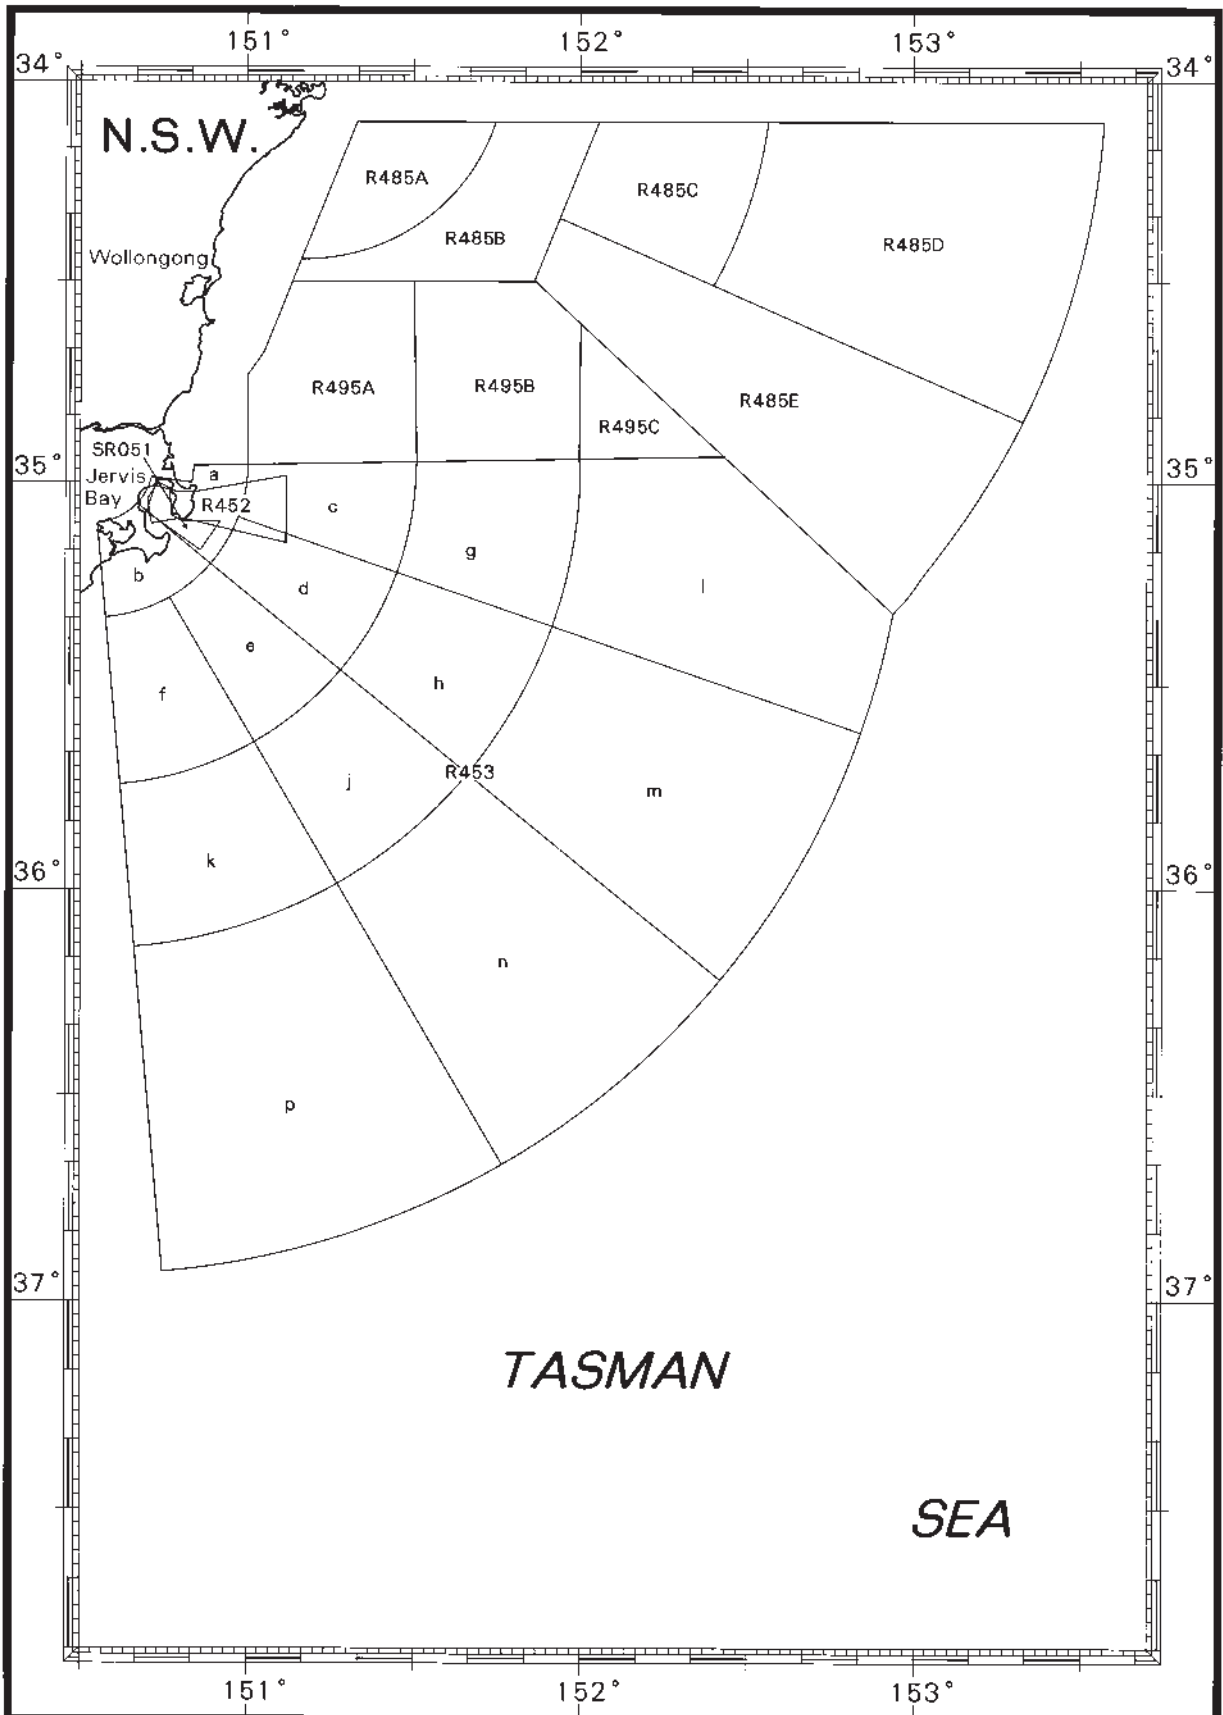 151° 152° 153°
34° 34°
N.S.W.
R485A R485C
R485B R485D
Wollongong
R495A R495B R485E
R495C
SR051
35° Jervis a 35°
Bay R452 c
g
b d l
e
f h
R453
j m
k
36° 36°
n
p
37° 37°
TASMAN
SEA
151° 152° 153°